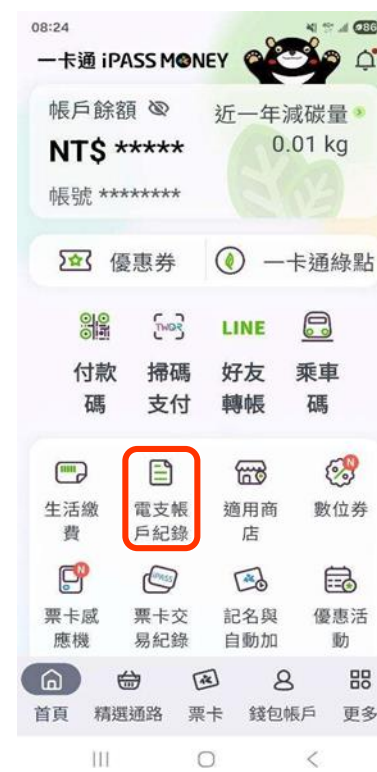 08:24
86
一卡通 iPASS MONEY
帳戶餘額
近一年減碳量
NT$ *****
0.01 kg
帳號 ********
優惠券
一卡通綠點
TWQR
LINE
付款碼
掃碼支付
好友轉帳
乘車碼
N
生活繳費
電支帳戶紀錄
適用商店
數位券
N
iPASS
票卡感應機
票卡交易紀錄
記名與自動加
優惠活動
首頁
精選通路
票卡
錢包帳戶
更多